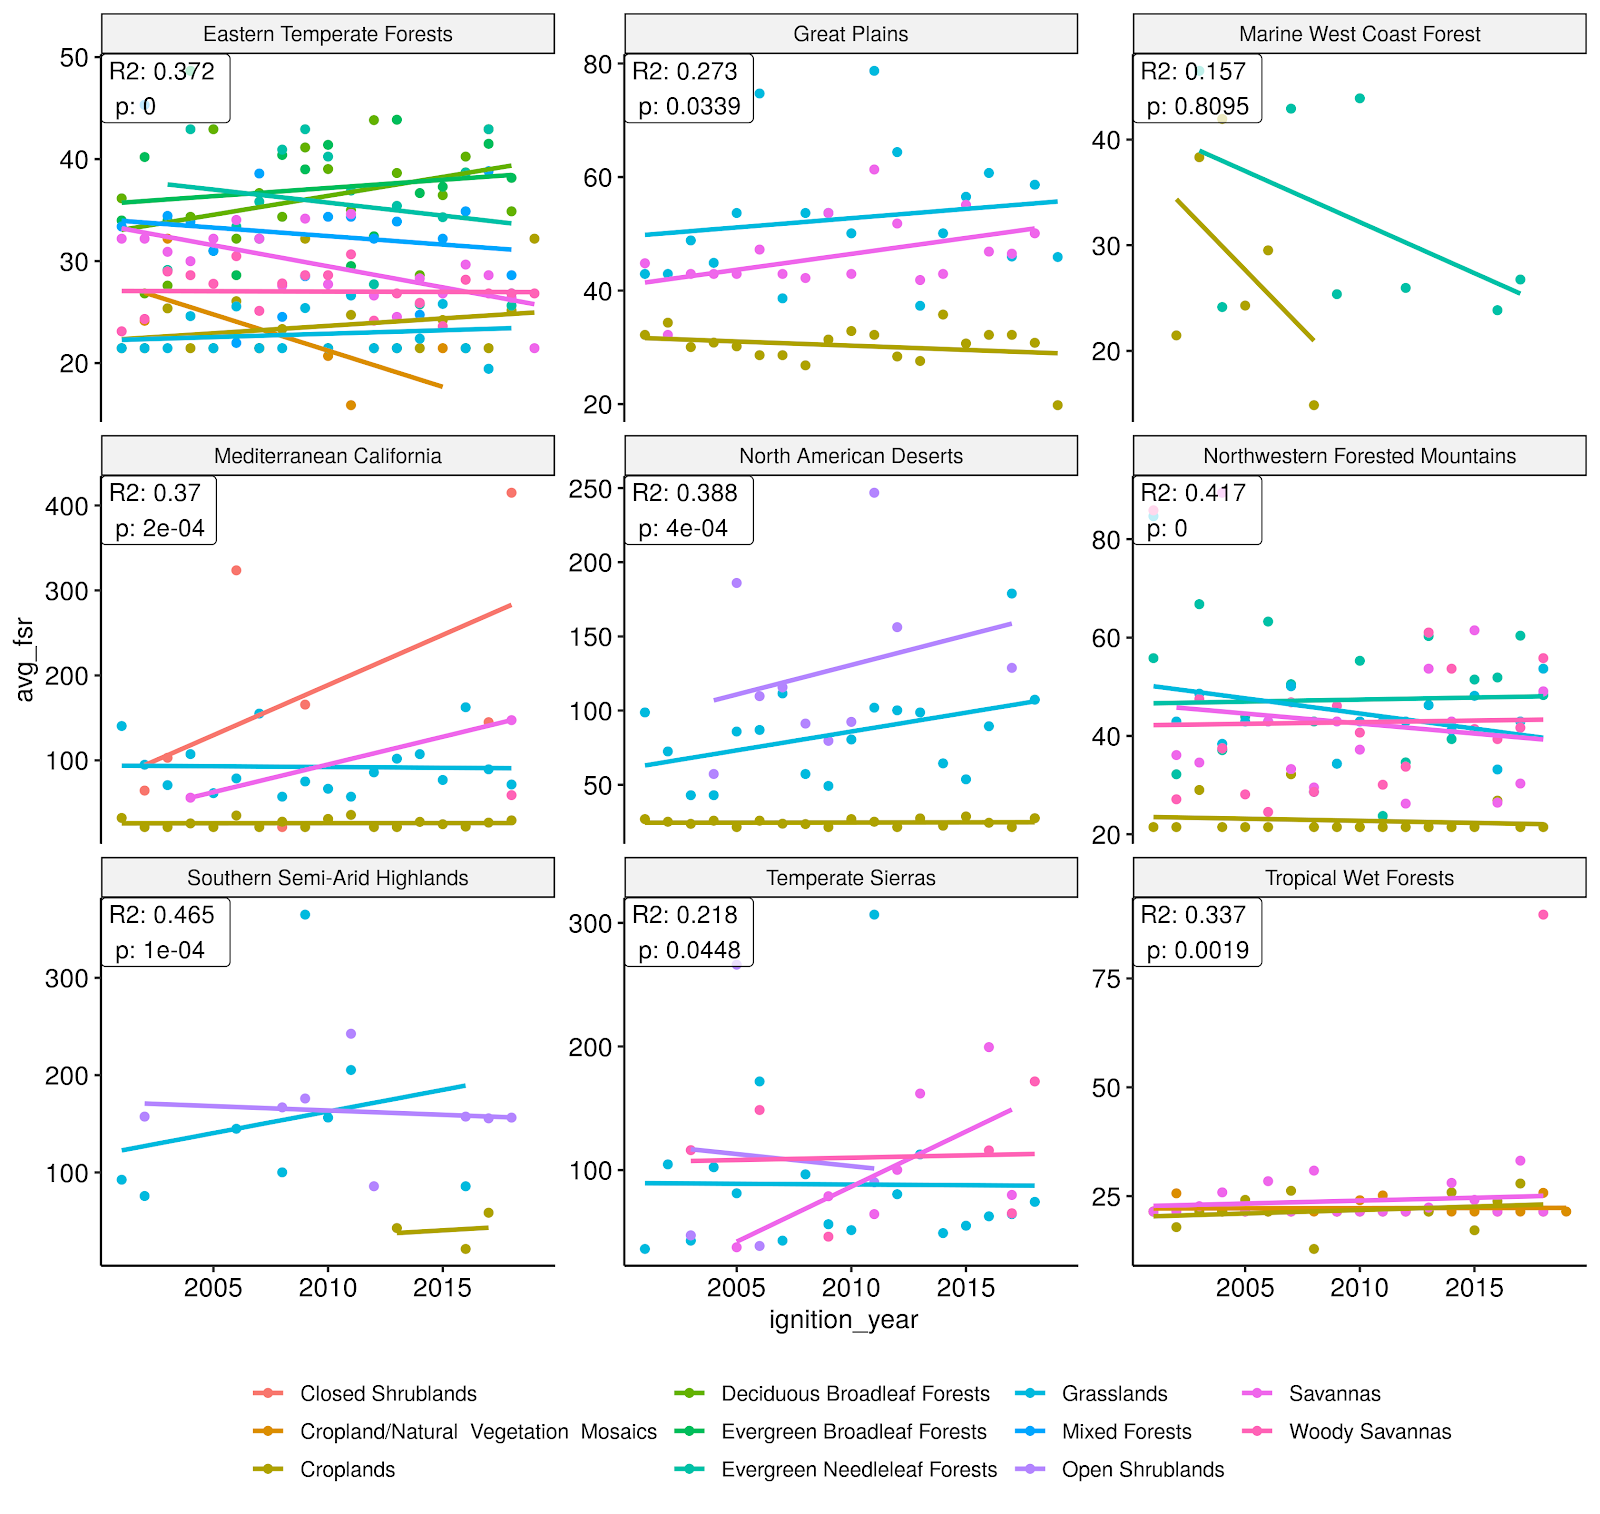 Eastern Temperate Forests
Great Plains
Marine West Coast Forest
R2: 0.372
p: 0
R2: 0.273
p: 0.0339
R2: 0.157
p: 0.8095
50
40
30
20
80
60
40
20
40
30
20
Mediterranean California
North American Deserts
Northwestern Forested Mountains
R2: 0.37
p: 2e-04
R2: 0.388
p: 4e-04
R2: 0.417
p: 0
400
300
200
100
250
200
150
100
50
80
60
40
20
avg_fsr
Southern Semi-Arid Highlands
Temperate Sierras
Tropical Wet Forests
R2: 0.465
p: 1e-04
R2: 0.218
p: 0.0448
R2: 0.337
p: 0.0019
300
200
100
300
200
100
75
50
25
2005 2010 2015
2005 2010 2015
2005 2010 2015
ignition_year
Closed Shrublands
Cropland/Natural Vegetation Mosaics
Croplands
Deciduous Broadleaf Forests
Evergreen Broadleaf Forests
Evergreen Needleleaf Forests
Grasslands
Mixed Forests
Open Shrublands
Savannas
Woody Savannas